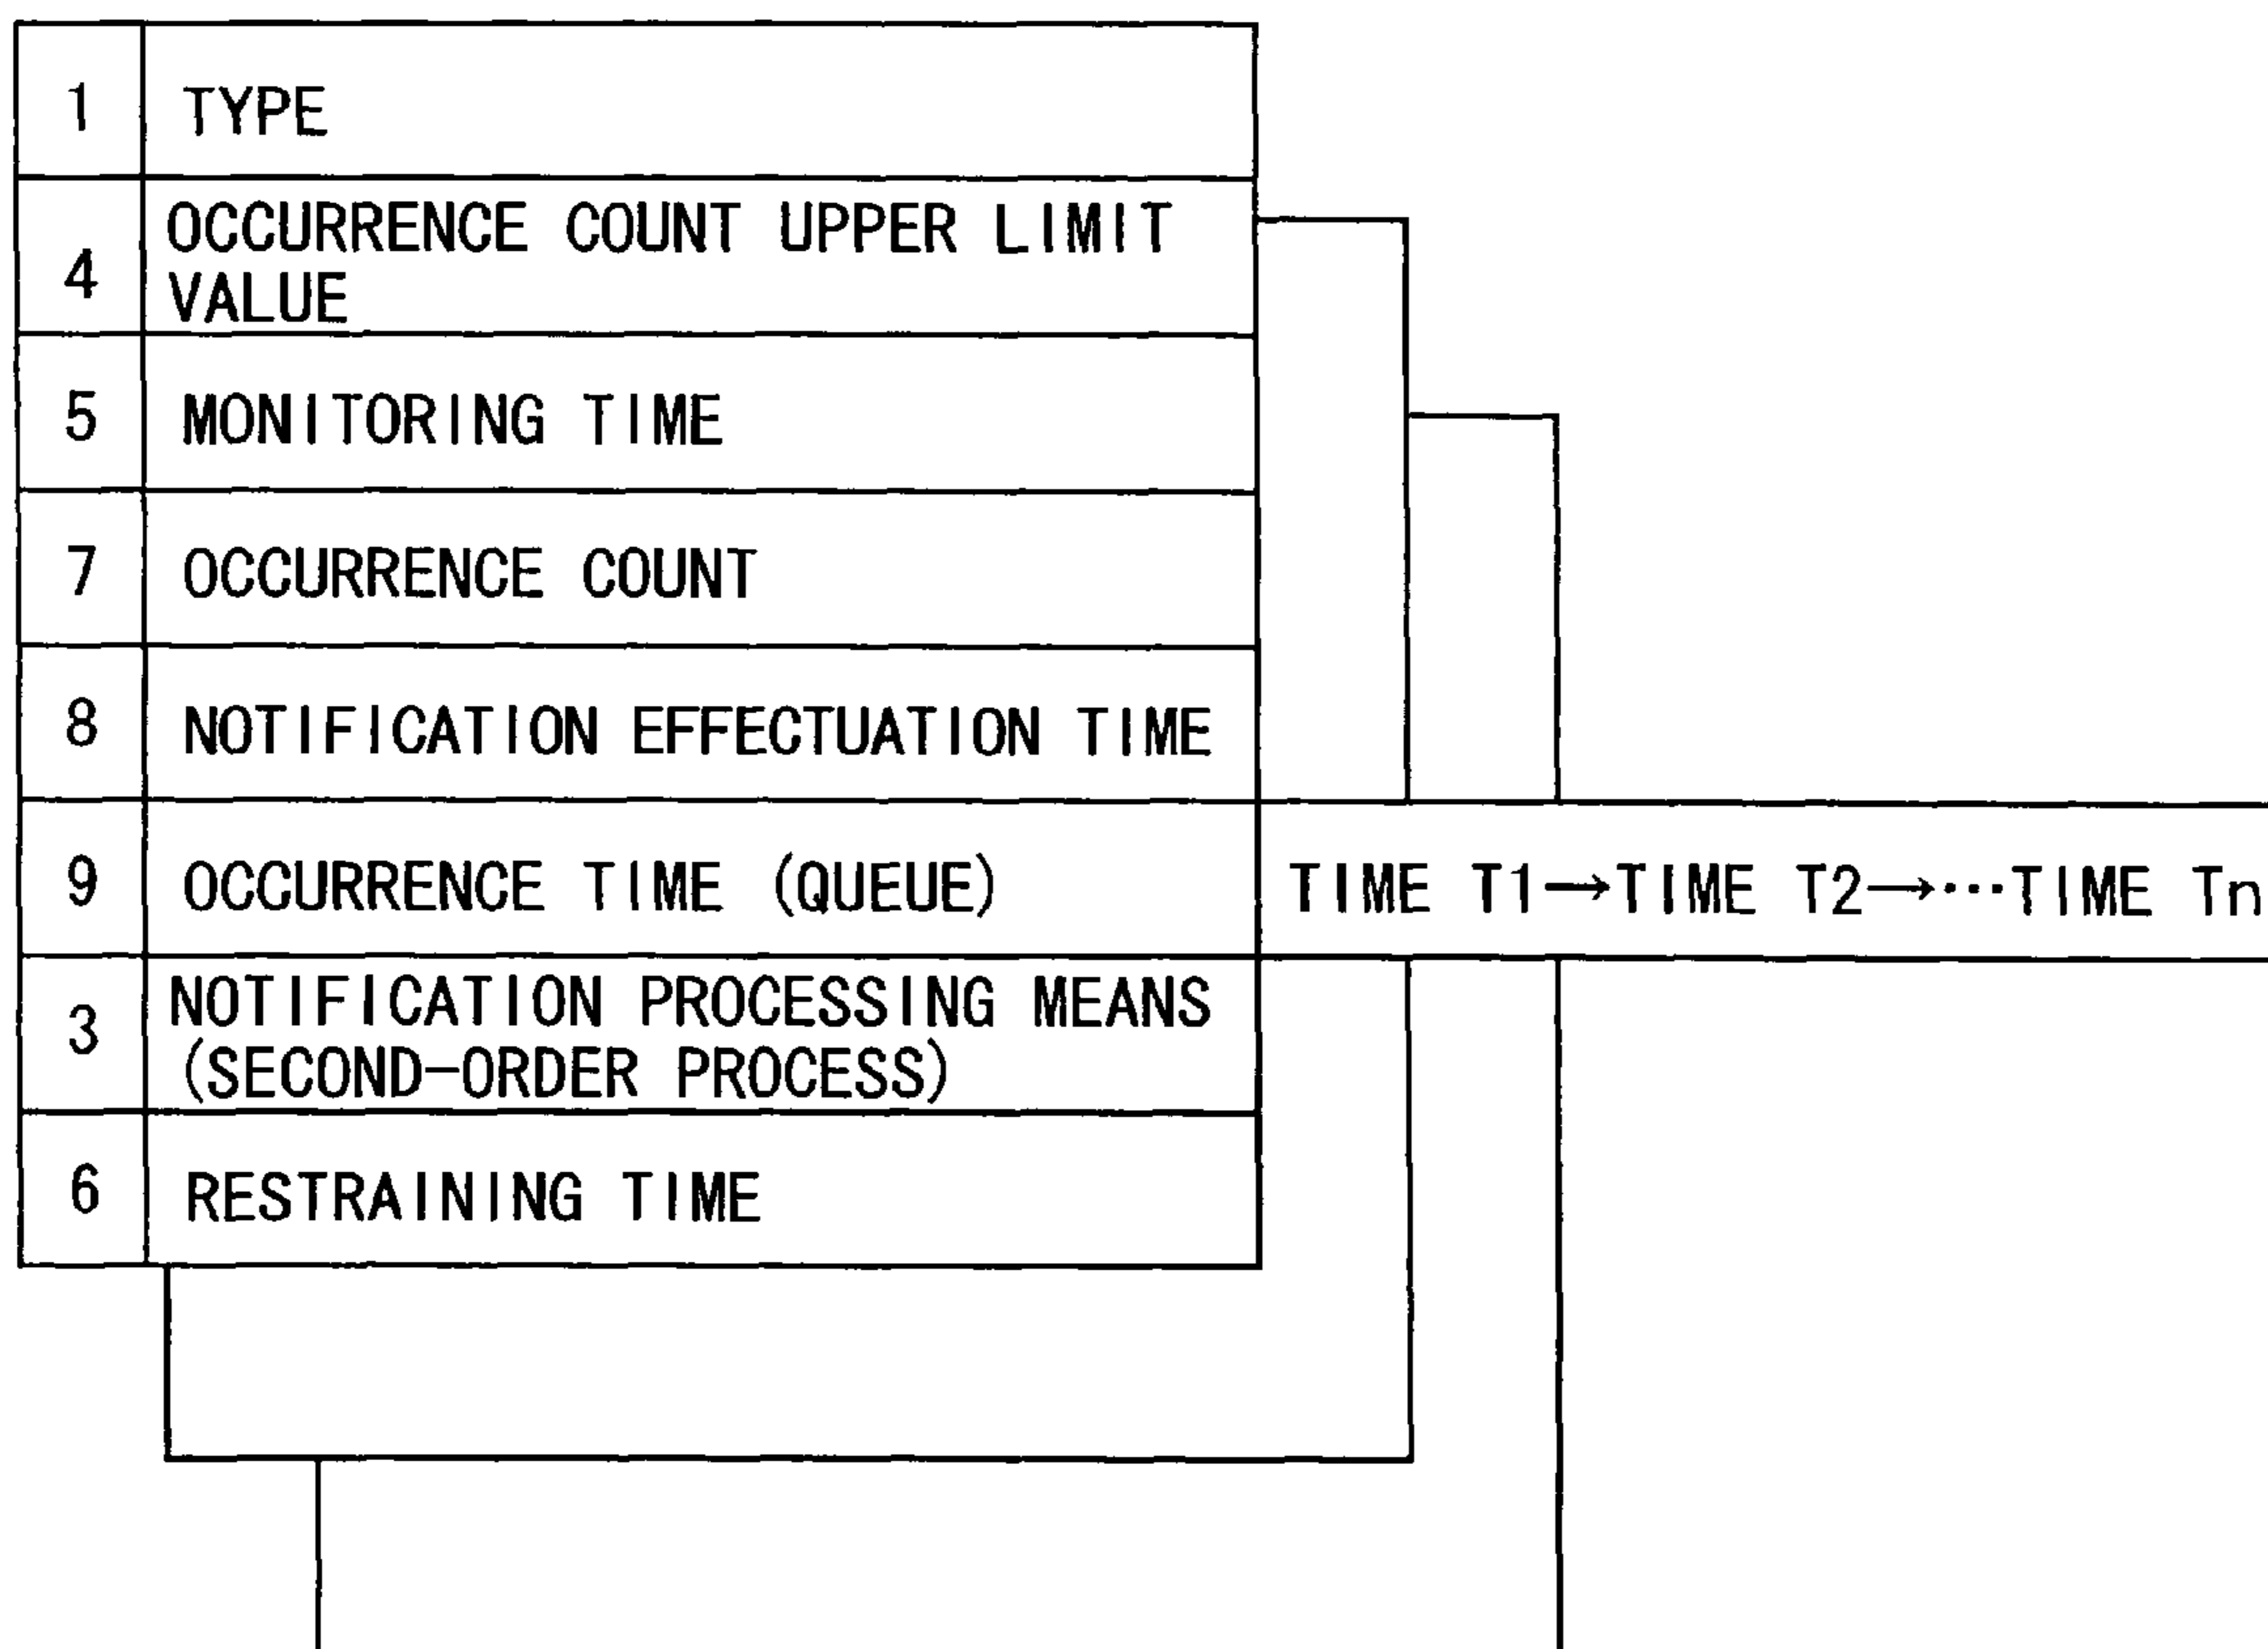 1 TYPE
4 OCCURRENCE COUNT UPPER LIMIT
VALUE
5 MONITORING TIME
7 OCCURRENCE COUNT
8 NOTIFICATION EFFECTUATION TIME
9 OCCURRENCE TIME (QUEUE) TIME T1→TIME T2→···TIME Tn
3 NOTIFICATION PROCESSING MEANS
(SECOND-ORDER PROCESS)
6 RESTRAINING TIME